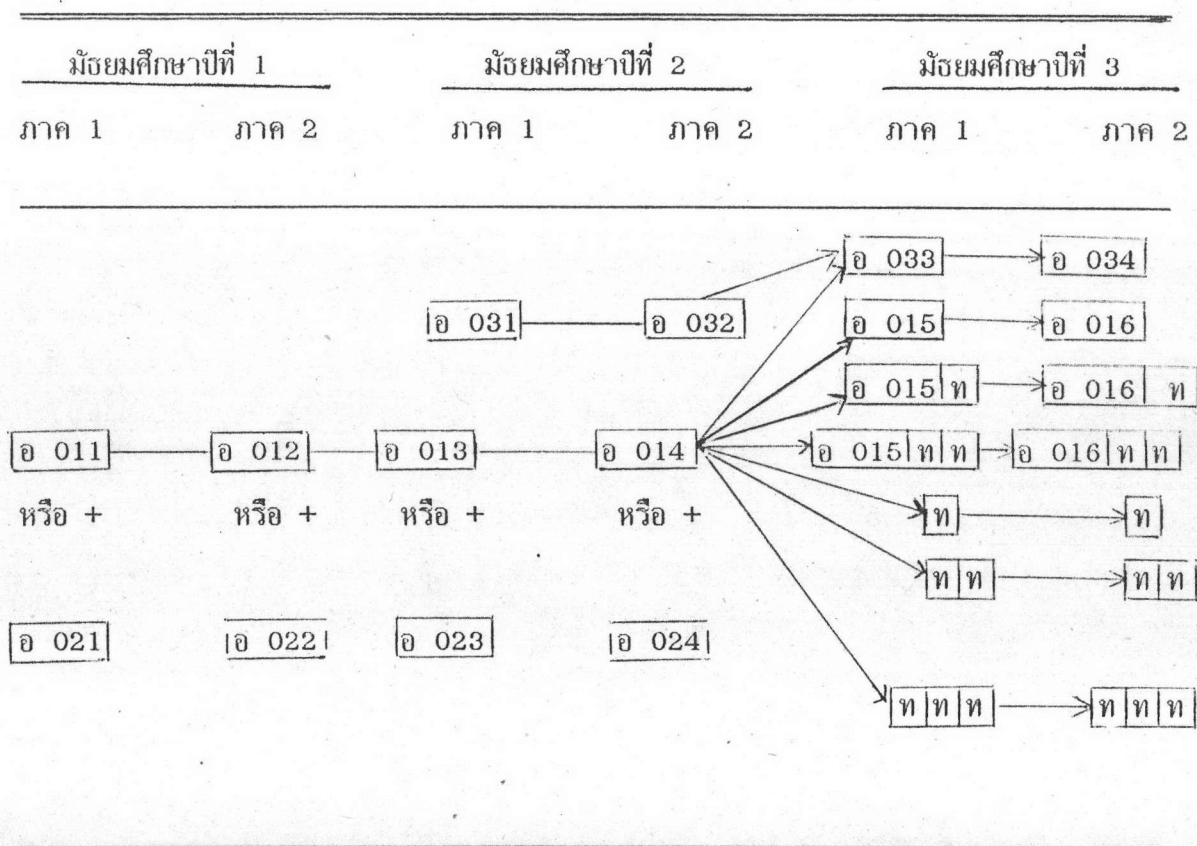 มัธยมศึกษาปีที่ 1 มัธยมศึกษาปีที่ 2 มัธยมศึกษาปีที่ 3
ภาค 1 ภาค 2 ภาค 1 ภาค 2 ภาค 1 ภาค 2
อ 033 อ 034
อ 031 อ 032 อ 015 อ 016
อ 015 ท อ 016 ท
อ 011 อ 012 อ 013 อ 014 อ 015 ท ท อ 016 ท ท
หรือ + หรือ + หรือ + หรือ + ท ท
ท ท ท ท
อ 021 อ 022 อ 023 อ 024
ท ท ท ท ท ท